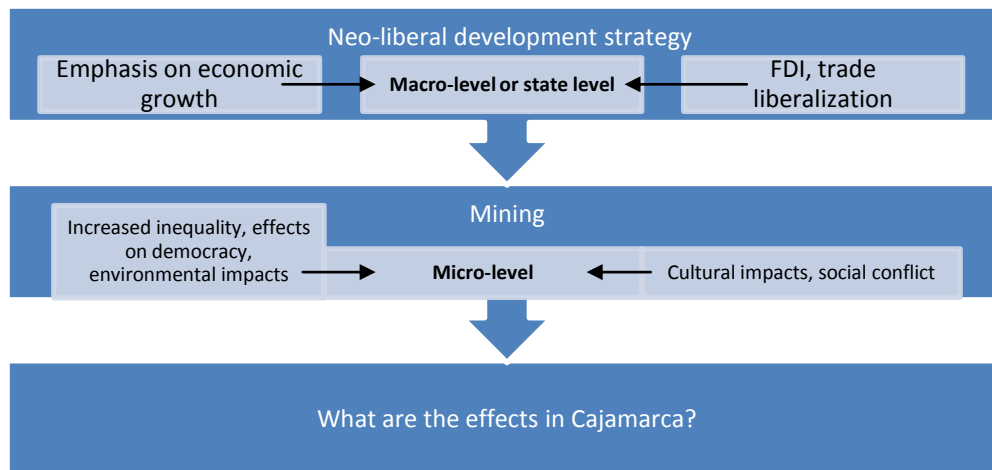 Neo-liberal development strategy
Emphasis on economic
growth
Macro-level or state level
FDI, trade
liberalization
Mining
Increased inequality, effects
on democracy,
environmental impacts
Micro-level
Cultural impacts, social conflict
What are the effects in Cajamarca?